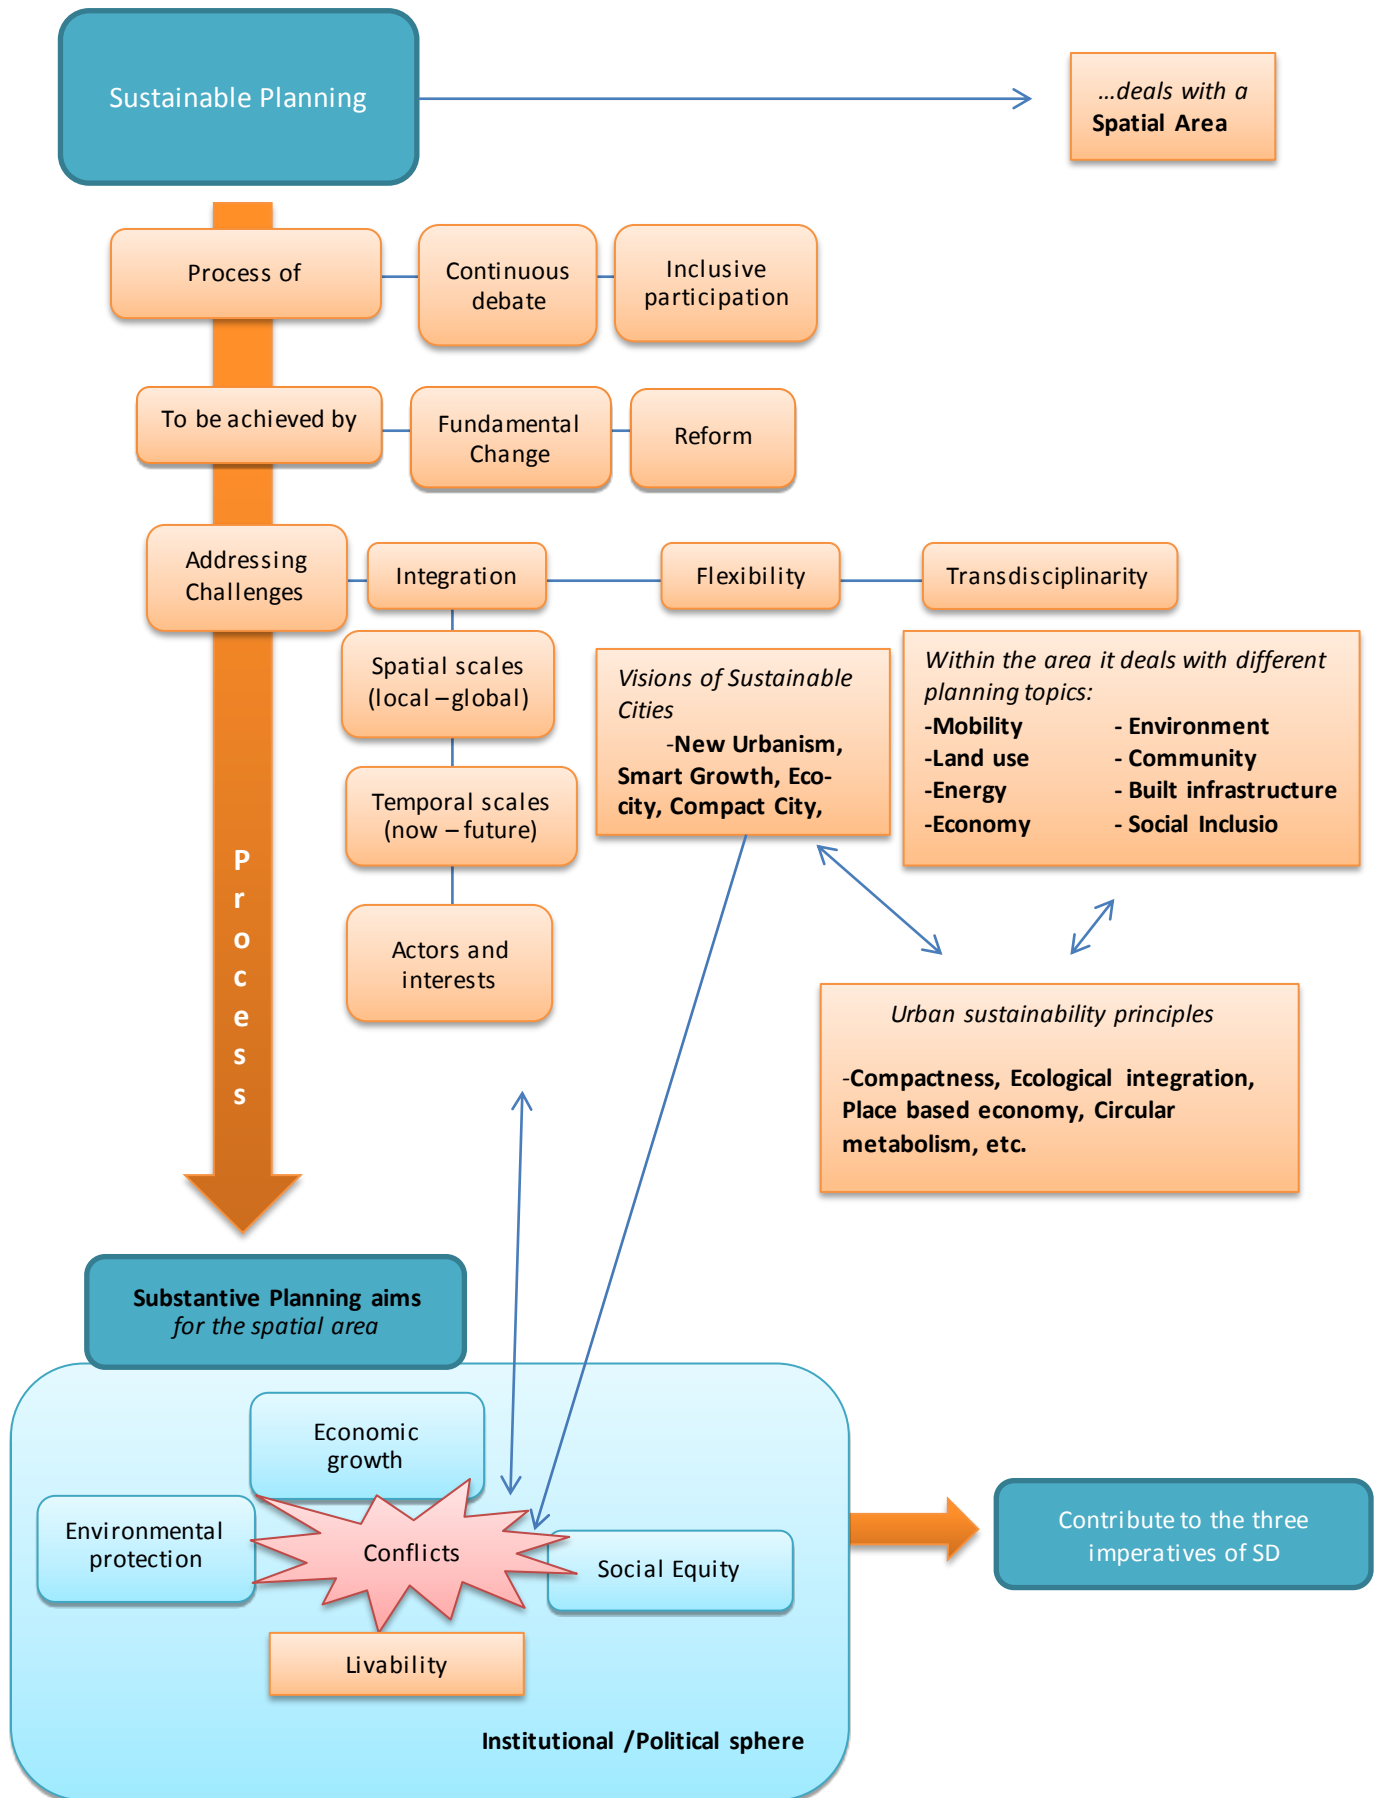 Sustainable Planning
...deals with a
Spatial Area
Process of
Continuous
debate
Inclusive
participation
To be achieved by
Fundamental
Change
Reform
Addressing
Challenges
Integration
Flexibility
Transdisciplinarity
Spatial scales
(local – global)
Temporal scales
(now – future)
Actors and
interests
Visions of Sustainable
Cities
-New Urbanism,
Smart Growth, Eco-
city, Compact City,
Within the area it deals with different
planning topics:
-Mobility - Environment
-Land use - Community
-Energy - Built infrastructure
-Economy - Social Inclusio
Process
Urban sustainability principles
-Compactness, Ecological integration,
Place based economy, Circular
metabolism, etc.
Substantive Planning aims
for the spatial area
Economic
growth
Environmental
protection
Conflicts
Social Equity
Livability
Institutional /Political sphere
Contribute to the three
imperatives of SD